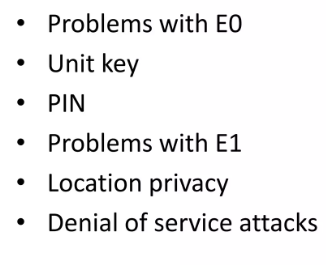 • Problems with E0
• Unit key
• PIN
• Problems with E1
• Location privacy
• Denial of service attacks